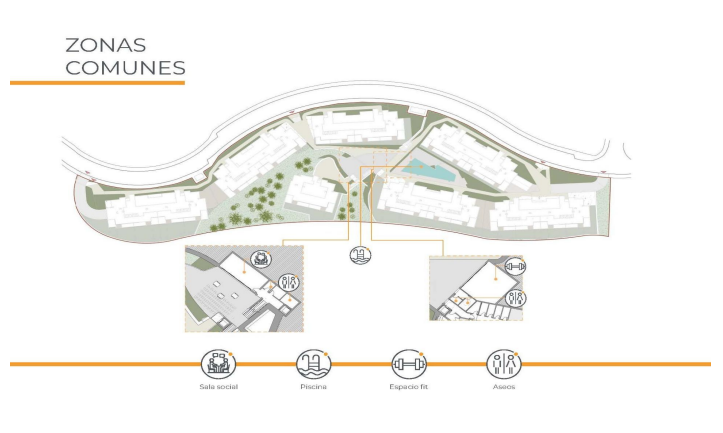 ZONAS
COMUNES
Sala social
Piscina
Espacio fit
Aseos